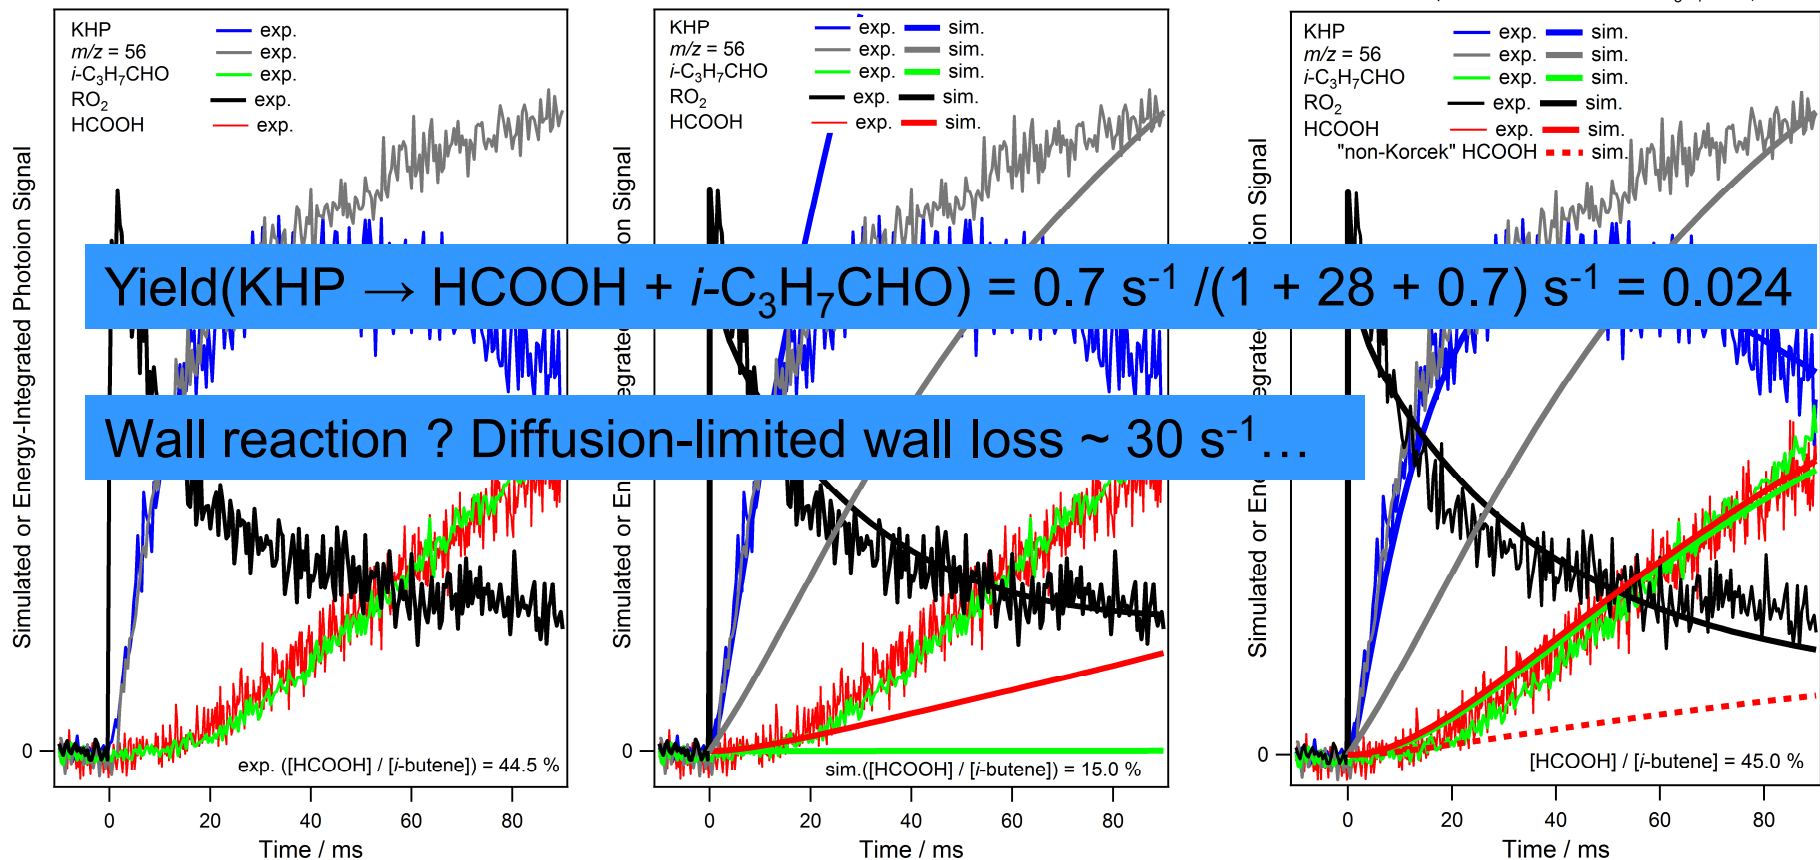 KHP exp.
m/z = 56 exp.
i-C₃H₇CHO exp.
RO₂ exp.
HCOOH exp.
Simulated or Energy-Integrated Photon Signal
0
exp. ([HCOOH] / [i-butene]) = 44.5 %
0 20 40 60 80
Time / ms
KHP exp. sim.
m/z = 56 exp. sim.
i-C₃H₇CHO exp. sim.
RO₂ exp. sim.
HCOOH exp. sim.
0
sim.([HCOOH] / [i-butene]) = 15.0 %
0 20 40 60 80
Time / ms
KHP exp. sim.
m/z = 56 exp. sim.
i-C₃H₇CHO exp. sim.
RO₂ exp. sim.
HCOOH exp. sim.
"non-Korcek" HCOOH sim.
Simulated or
0
[HCOOH] / [i-butene] = 45.0 %
0 20 40 60 80
Time / ms
Yield(KHP → HCOOH + i-C₃H₇CHO) = 0.7 s⁻¹ /(1 + 28 + 0.7) s⁻¹ = 0.024
Wall reaction ? Diffusion-limited wall loss ~ 30 s⁻¹…